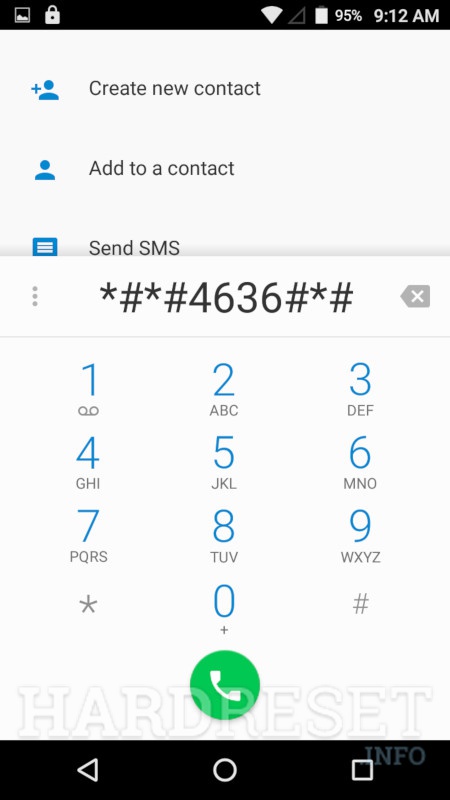 95% 9:12 AM
Create new contact
Add to a contact
Send SMS
*#*#4636#*#
1 2 3
ABC DEF
4 5 6
GHI JKL MNO
7 8 9
PQRS TUV WXYZ
* 0 #
+
HARDRESET
.INFO